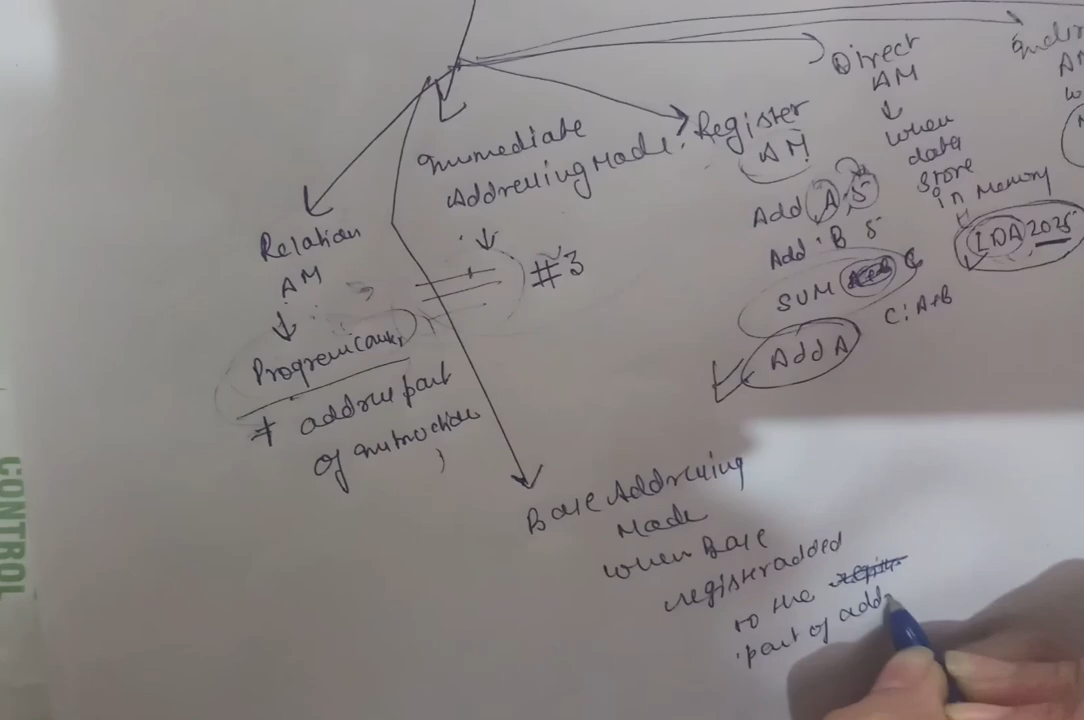 Direct
AM
when
data
store
in Memory
LDA 2025
Register
AM
Add A 5
Add B 5
SUM
C: A+B
Add A
Immediate
Addressing Mode
#3
Relation
AM
+ address part
of instruction
Base Addressing
Mode
when Base
register added
to the
part of add
CONTROL